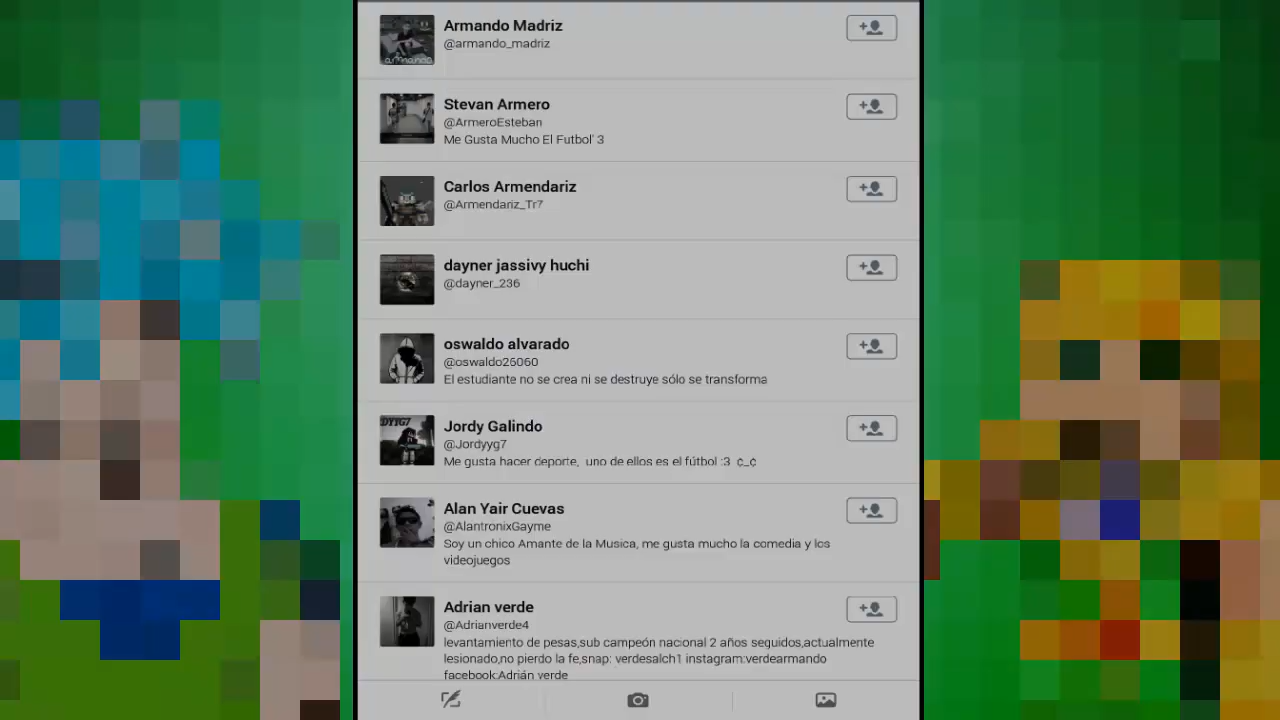 Armando Madriz
@armando_madriz
Stevan Armero
@ArmeroEsteban
Me Gusta Mucho El Futbol' 3
Carlos Armendariz
@Armendariz_Tr7
dayner jassivy huchi
@dayner_236
oswaldo alvarado
@oswaldo25060
El estudiante no se crea ni se destruye sólo se transforma
Jordy Galindo
@Jordyyg7
Me gusta hacer deporte, uno de ellos es el fútbol :3 ¢_¢
Alan Yair Cuevas
@AlantronixGayme
Soy un chico Amante de la Musica, me gusta mucho la comedia y los
videojuegos
Adrian verde
@Adrianverde4
levantamiento de pesas,sub campeón nacional 2 años seguidos,actualmente
lesionado,no pierdo la fe,snap: verdesalch1 instagram:verdearmando
facebook:Adrián verde